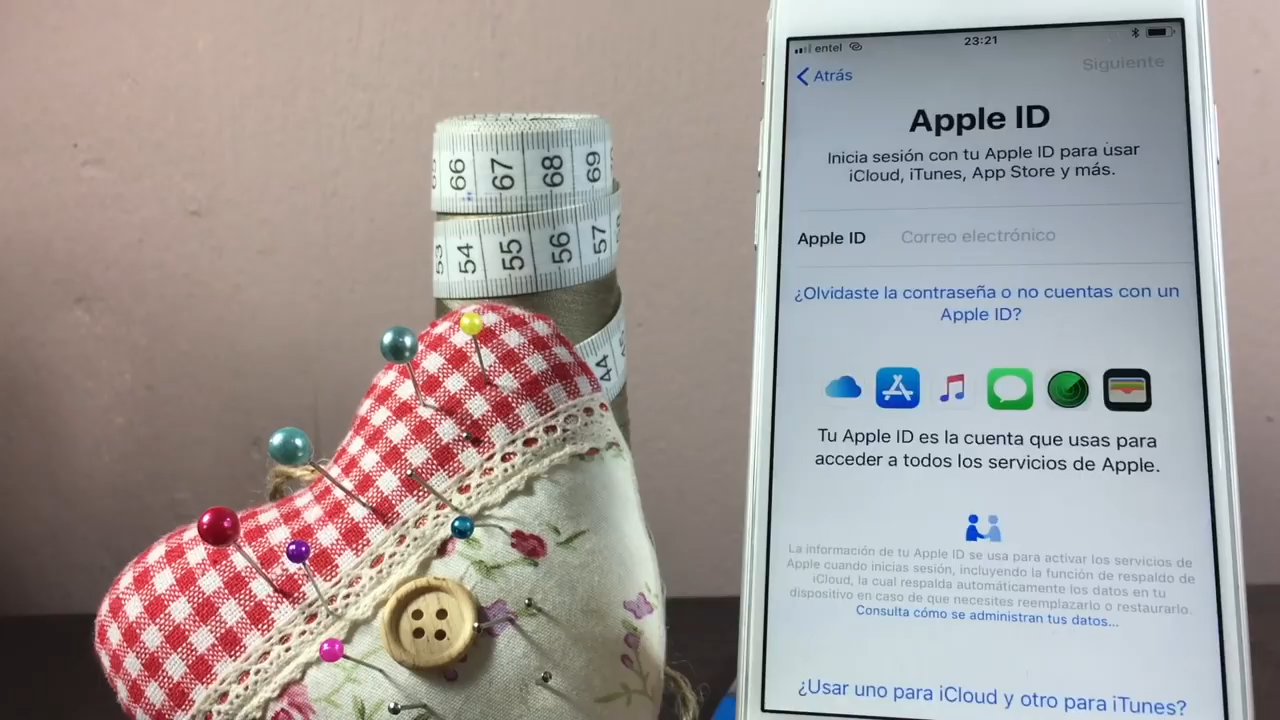 66 67 68 69
53 54 55 56 57
44
entel
23:21
Atrás
Siguiente
Apple ID
Inicia sesión con tu Apple ID para usar
iCloud, iTunes, App Store y más.
Apple ID Correo electrónico
¿Olvidaste la contraseña o no cuentas con un
Apple ID?
Tu Apple ID es la cuenta que usas para
acceder a todos los servicios de Apple.
La información de tu Apple ID se usa para activar los servicios de
Apple cuando inicias sesión, incluyendo la función de respaldo de
iCloud, la cual respalda automáticamente los datos en tu
dispositivo en caso de que necesites reemplazarlo o restaurarlo.
Consulta cómo se administran tus datos...
¿Usar uno para iCloud y otro para iTunes?